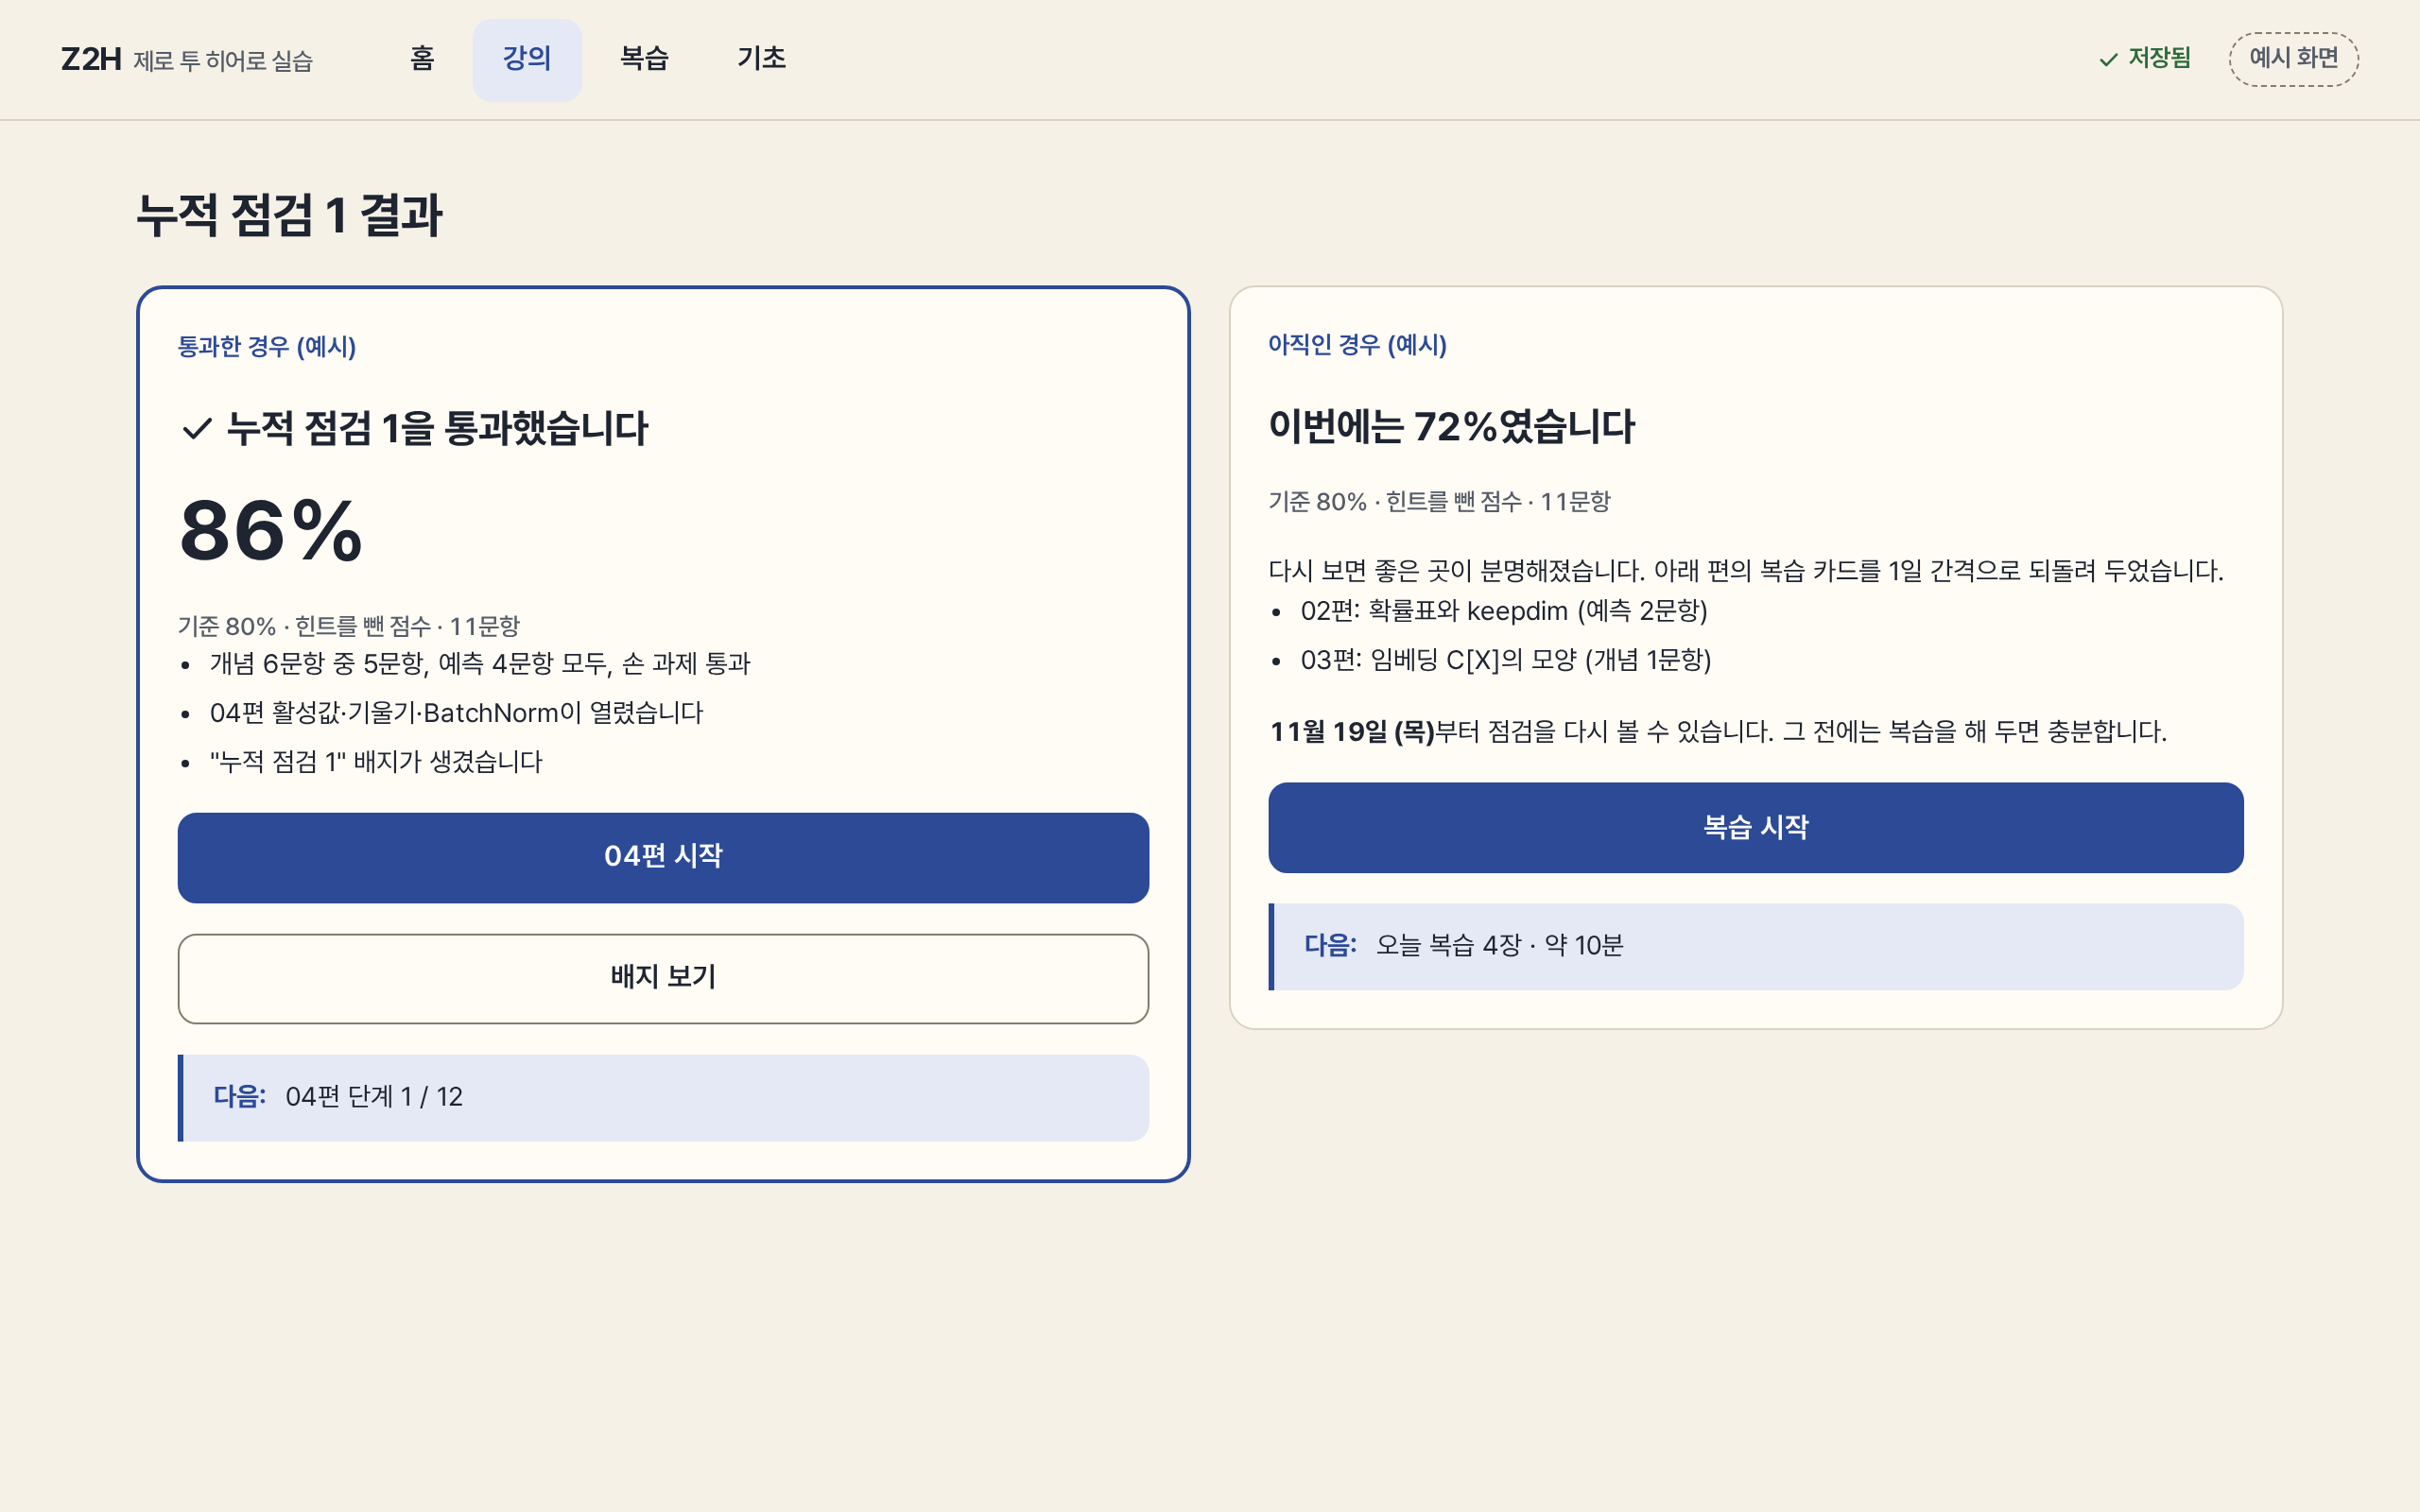 Z2H 제로 투 히어로 실습
홈
강의
복습
기초
저장됨
예시 화면
누적 점검 1 결과
통과한 경우 (예시)
누적 점검 1을 통과했습니다
86%
기준 80% · 힌트를 뺀 점수 · 11문항
• 개념 6문항 중 5문항, 예측 4문항 모두, 손 과제 통과
• 04편 활성값·기울기·BatchNorm이 열렸습니다
• "누적 점검 1" 배지가 생겼습니다
04편 시작
배지 보기
다음: 04편 단계 1 / 12
아직인 경우 (예시)
이번에는 72%였습니다
기준 80% · 힌트를 뺀 점수 · 11문항
다시 보면 좋은 곳이 분명해졌습니다. 아래 편의 복습 카드를 1일 간격으로 되돌려 두었습니다.
• 02편: 확률표와 keepdim (예측 2문항)
• 03편: 임베딩 C[X]의 모양 (개념 1문항)
11월 19일 (목)부터 점검을 다시 볼 수 있습니다. 그 전에는 복습을 해 두면 충분합니다.
복습 시작
다음: 오늘 복습 4장 · 약 10분